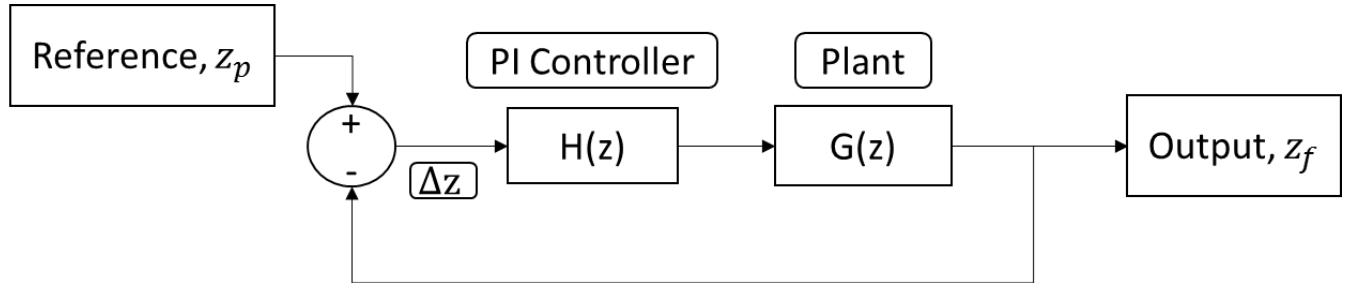 Reference, z_p
PI Controller
Plant
+
-
Δz
H(z)
G(z)
Output, z_f